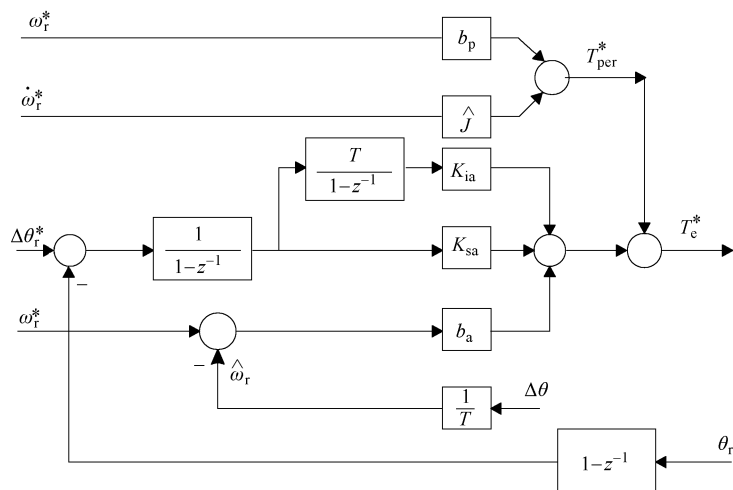 ω_r^*
b_p
T_per^*
ω̇_r^*
Ĵ
T
1−z^−1
K_ia
Δθ_r^*
1
1−z^−1
K_sa
T_e^*
−
ω_r^*
b_a
−
ω̂_r
1
T
Δθ
1−z^−1
θ_r